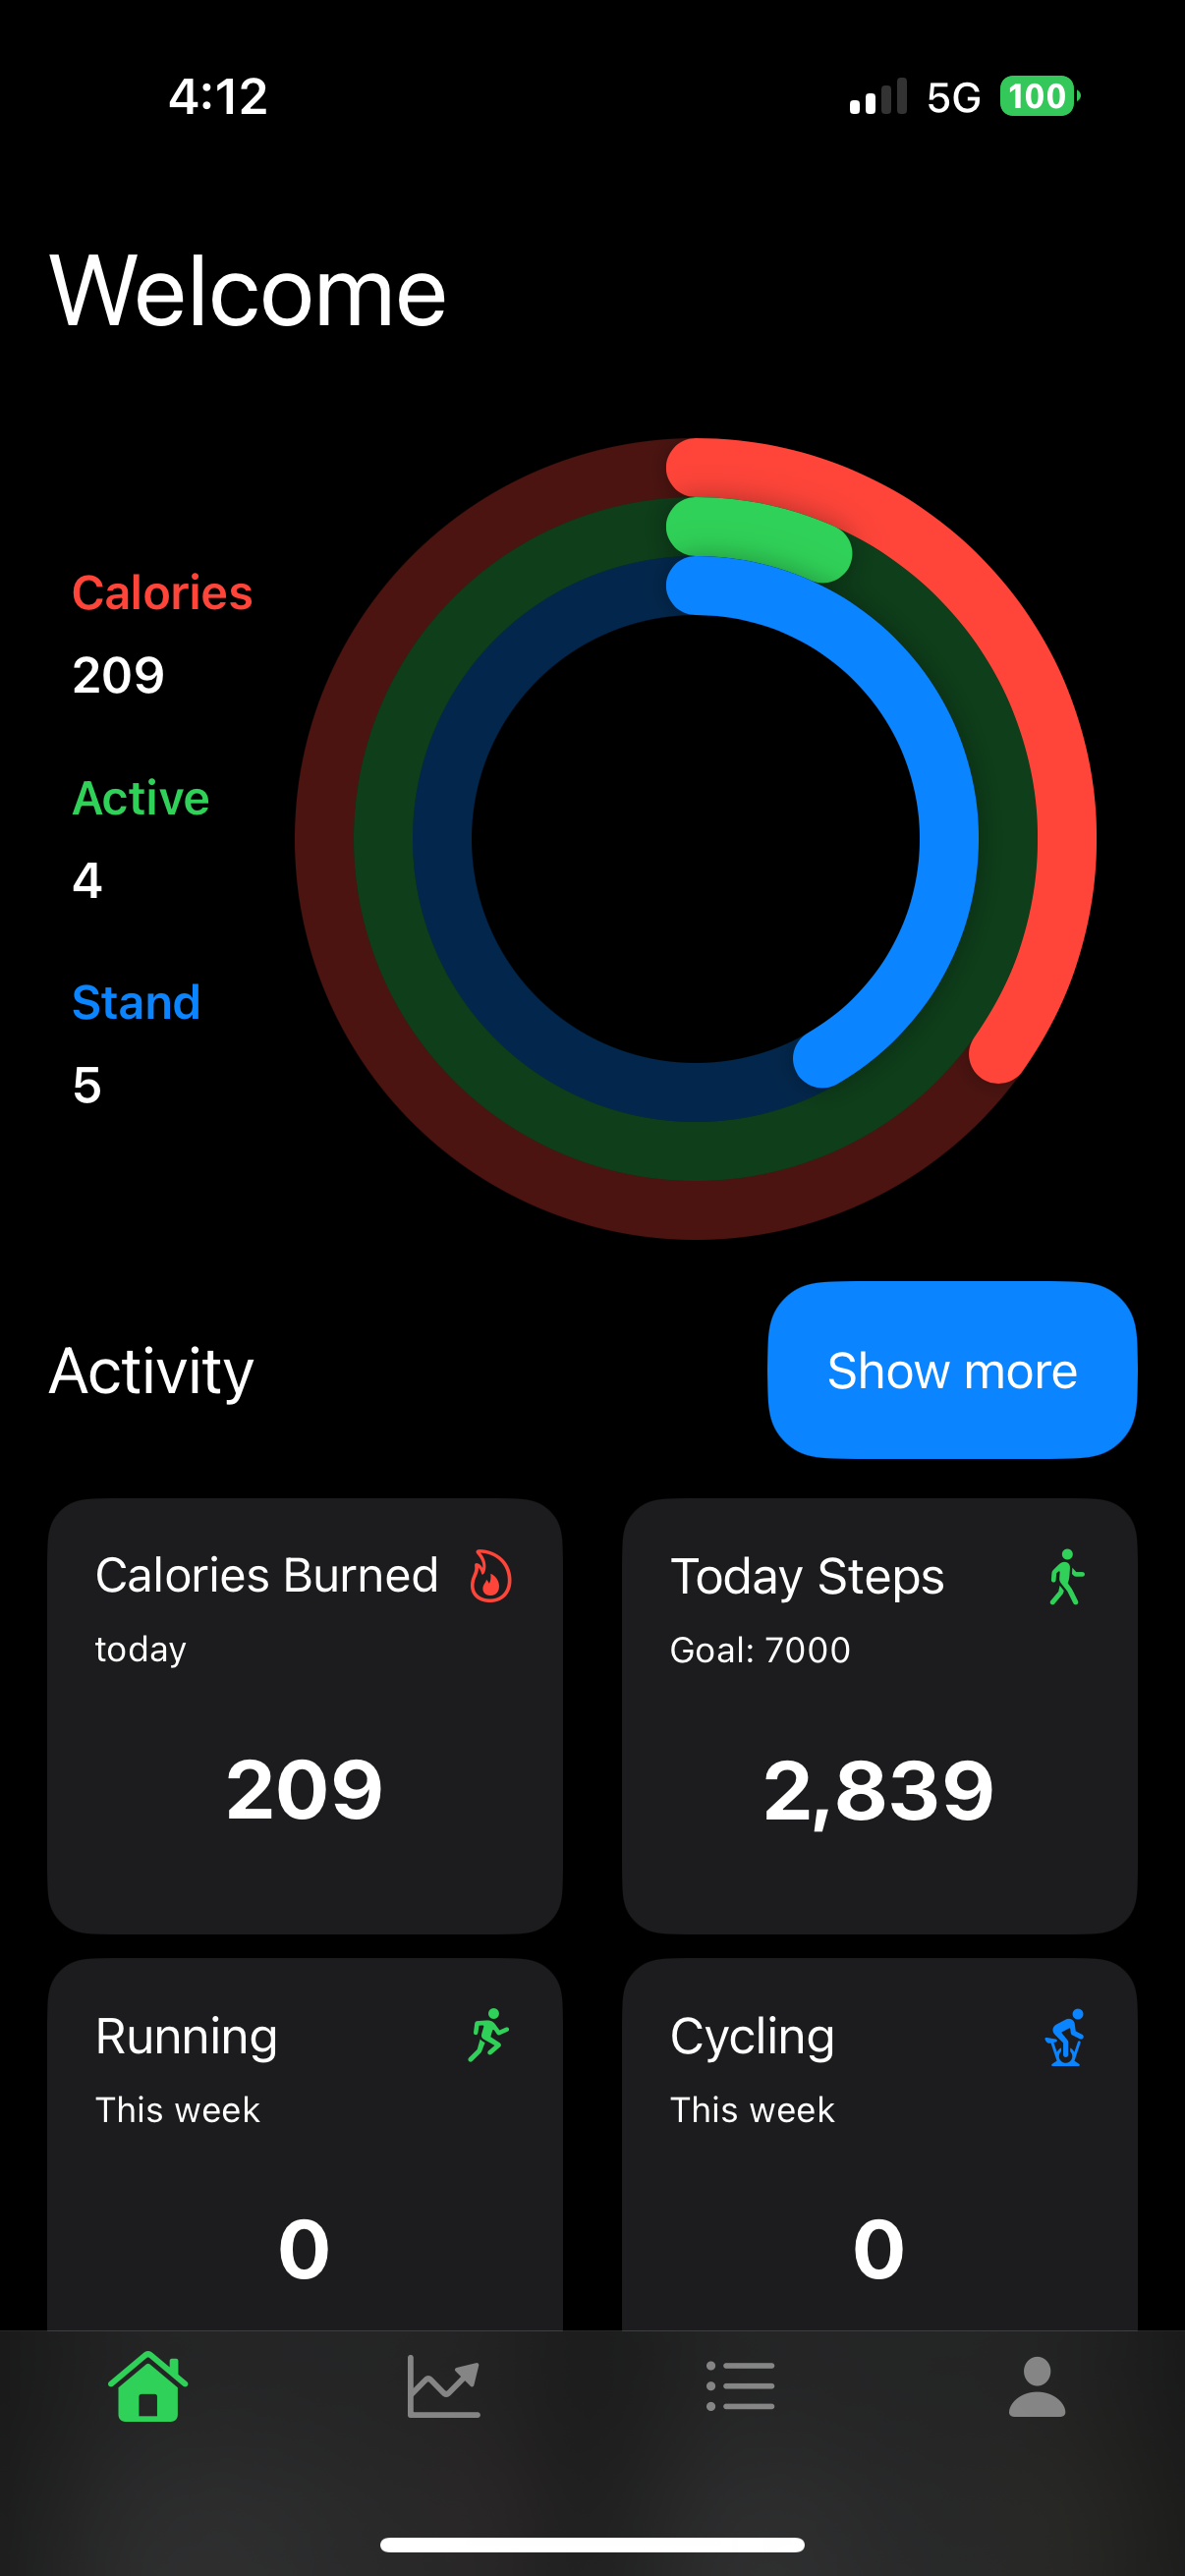 4:12 5G 100
Welcome
Calories
209
Active
4
Stand
5
Activity Show more
Calories Burned
today
209
Today Steps
Goal: 7000
2,839
Running
This week
0
Cycling
This week
0